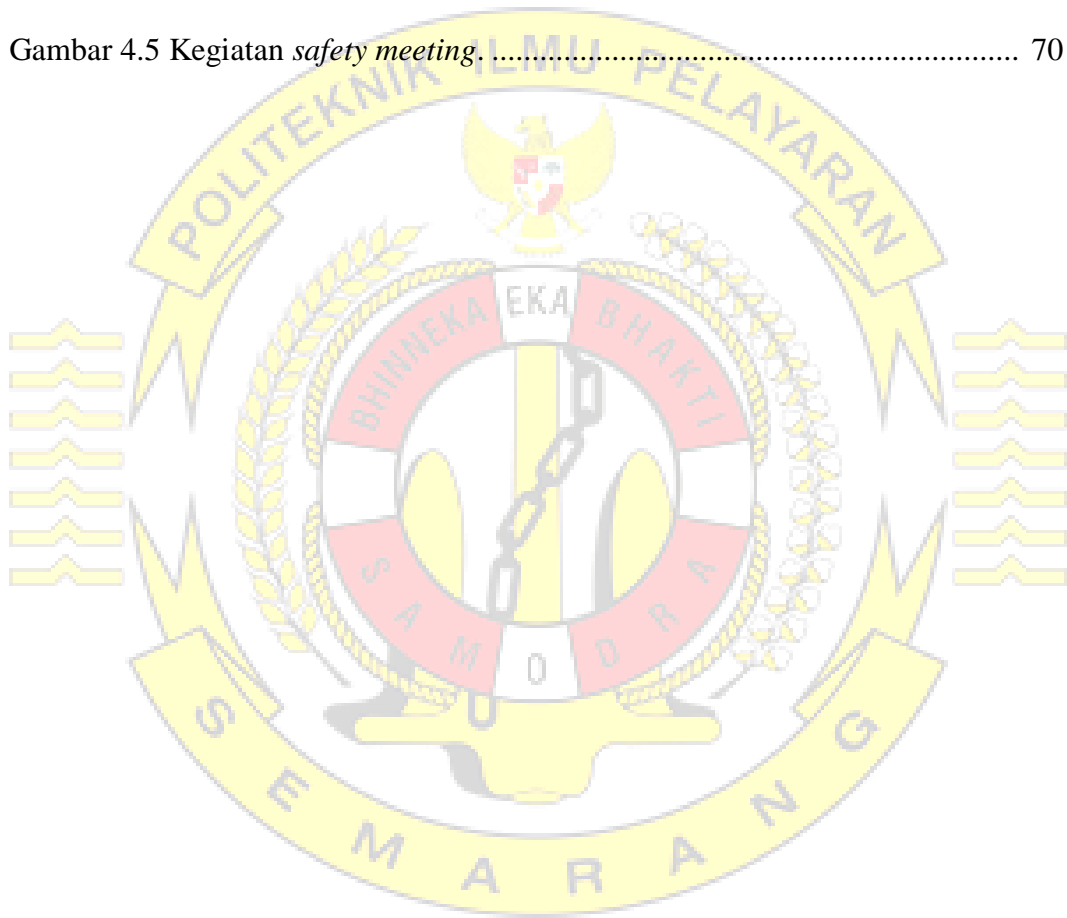 Gambar 4.5 Kegiatan safety meeting. .................................................................. 70
POLITEKNIK ILMU PELAYARAN
BHINNEKA EKA BHAKTI
SAMODRA
SEMARANG